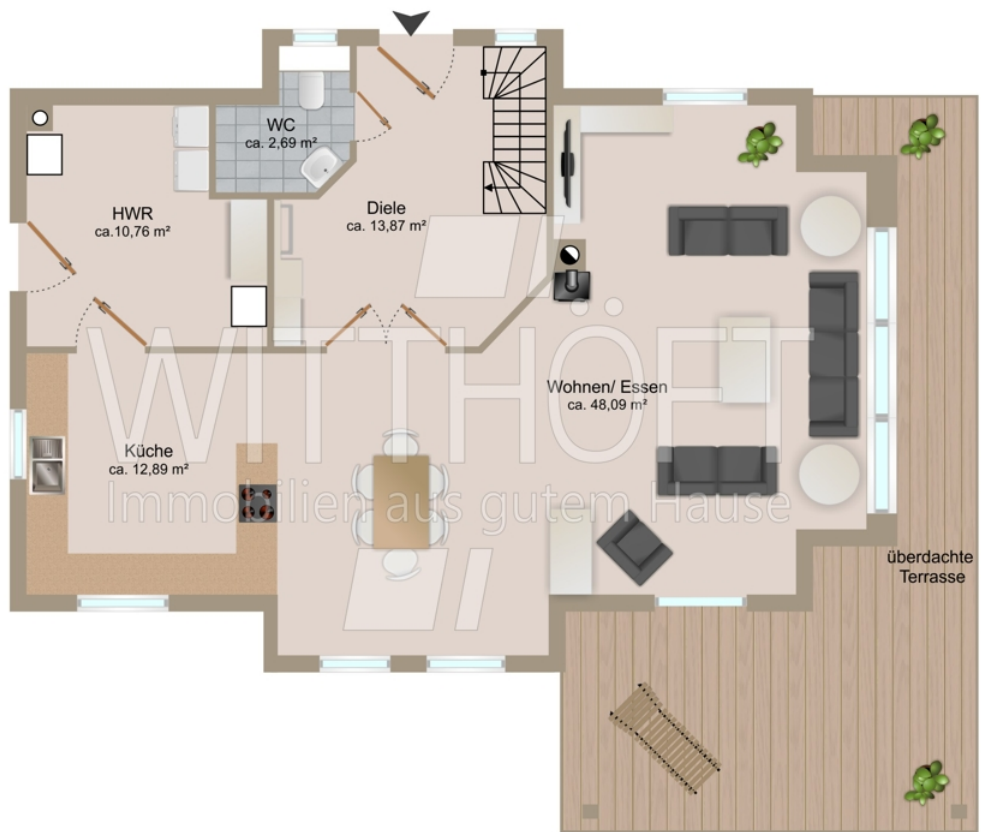 WC
ca. 2,69 m²
HWR
ca.10,76 m²
Diele
ca. 13,87 m²
WITTHÖFT
Immobilien aus gutem Hause
Wohnen/ Essen
ca. 48,09 m²
Küche
ca. 12,89 m²
überdachte
Terrasse